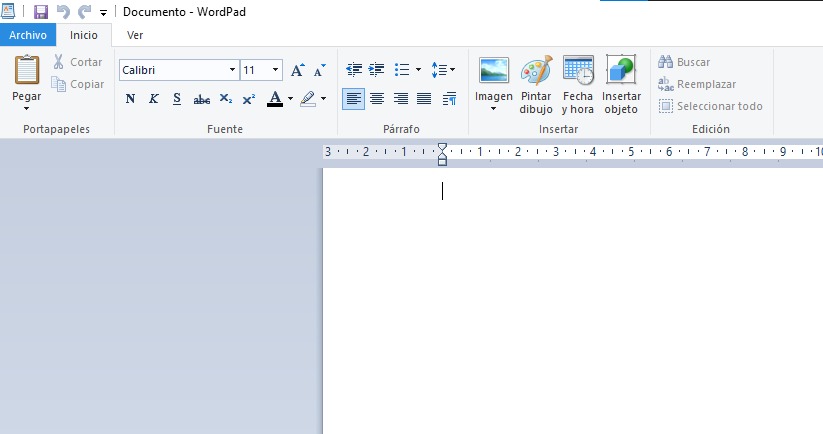 Documento - WordPad
Archivo Inicio Ver
Pegar
Cortar
Copiar
Portapapeles
Calibri 11
N K S abc X₂ X² A
Fuente
Párrafo
Imagen
Pintar dibujo
Fecha y hora
Insertar objeto
Insertar
Buscar
Reemplazar
Seleccionar todo
Edición
3 2 1 1 2 3 4 5 6 7 8 9 10